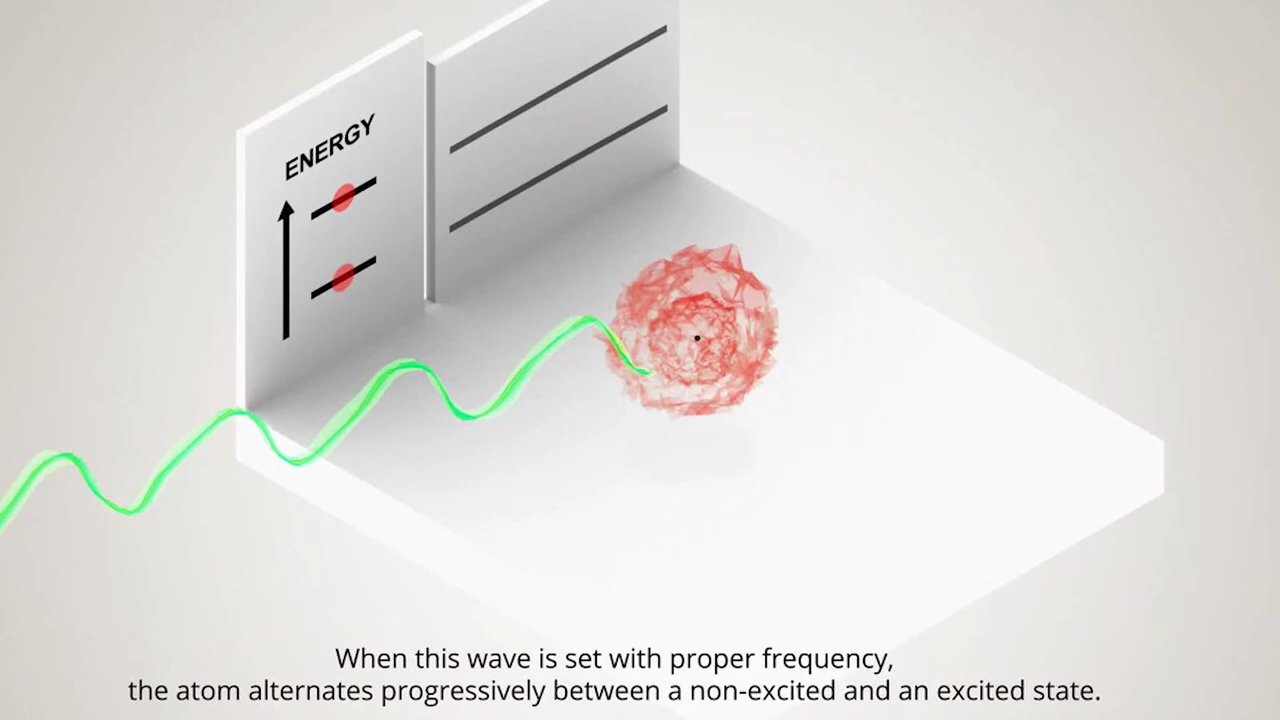 ENERGY
When this wave is set with proper frequency,
the atom alternates progressively between a non-excited and an excited state.